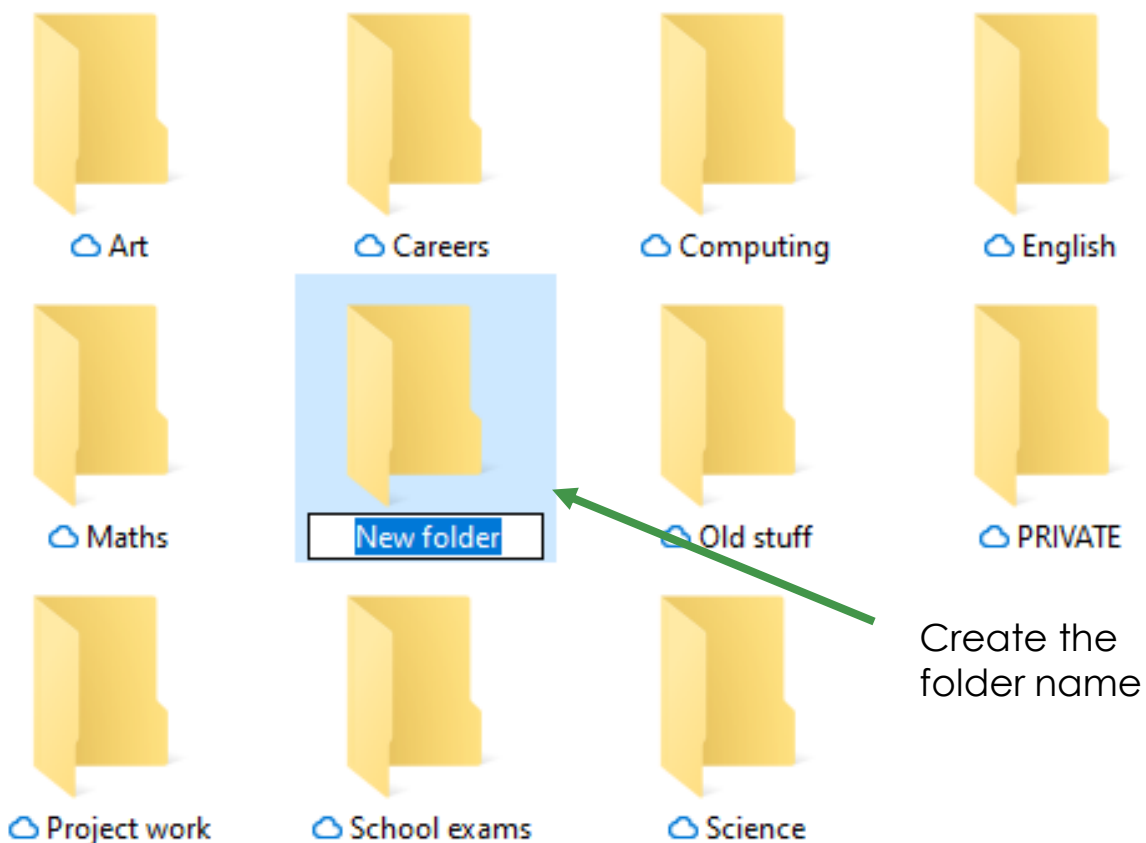 Art Careers Computing English
Maths New folder Old stuff PRIVATE
Create the
folder name
Project work School exams Science